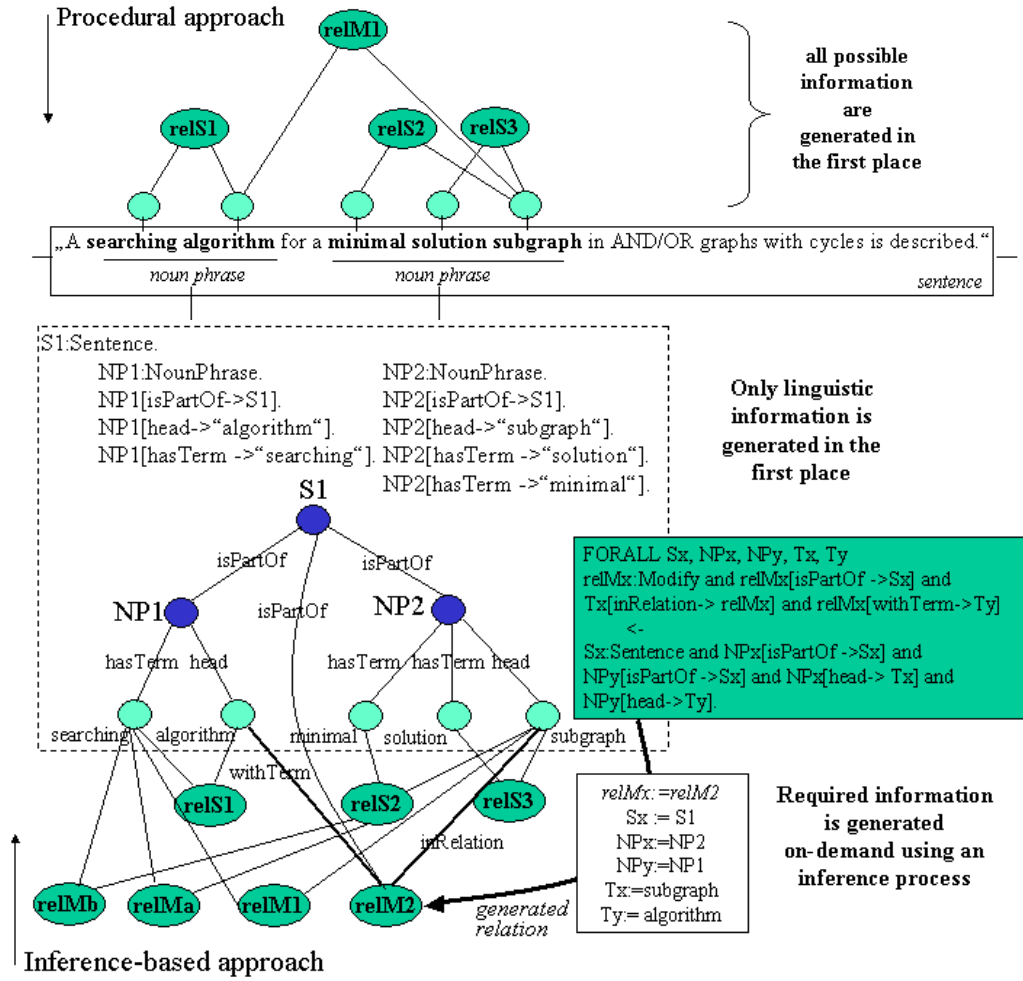 Procedural approach
relM1
all possible
information
are
generated in
the first place
relS1
relS2
relS3
„A searching algorithm for a minimal solution subgraph in AND/OR graphs with cycles is described.“
noun phrase
noun phrase
sentence
S1:Sentence.
NP1:NounPhrase.
NP1[isPartOf->S1].
NP1[head->“algorithm“].
NP1[hasTerm ->“searching“].
NP2:NounPhrase.
NP2[isPartOf->S1].
NP2[head->“subgraph“].
NP2[hasTerm ->“solution“].
NP2[hasTerm ->“minimal“].
Only linguistic
information is
generated in the
first place
S1
isPartOf
isPartOf
isPartOf
NP1
NP2
hasTerm
head
hasTerm
hasTerm
head
searching
algorithm
minimal
solution
subgraph
FORALL Sx, NPx, NPy, Tx, Ty
relMx:Modify and relMx[isPartOf ->Sx] and
Tx[inRelation-> relMx] and relMx[withTerm->Ty]
<-
Sx:Sentence and NPx[isPartOf ->Sx] and
NPy[isPartOf ->Sx] and NPx[head-> Tx] and
NPy[head->Ty].
withTerm
relS1
relS2
relS3
inRelation
relMx:=relM2
Sx := S1
NPx:=NP2
NPy:=NP1
Tx:=subgraph
Ty:= algorithm
Required information
is generated
on-demand using an
inference process
relMb
relMa
relM1
relM2
generated
relation
Inference-based approach